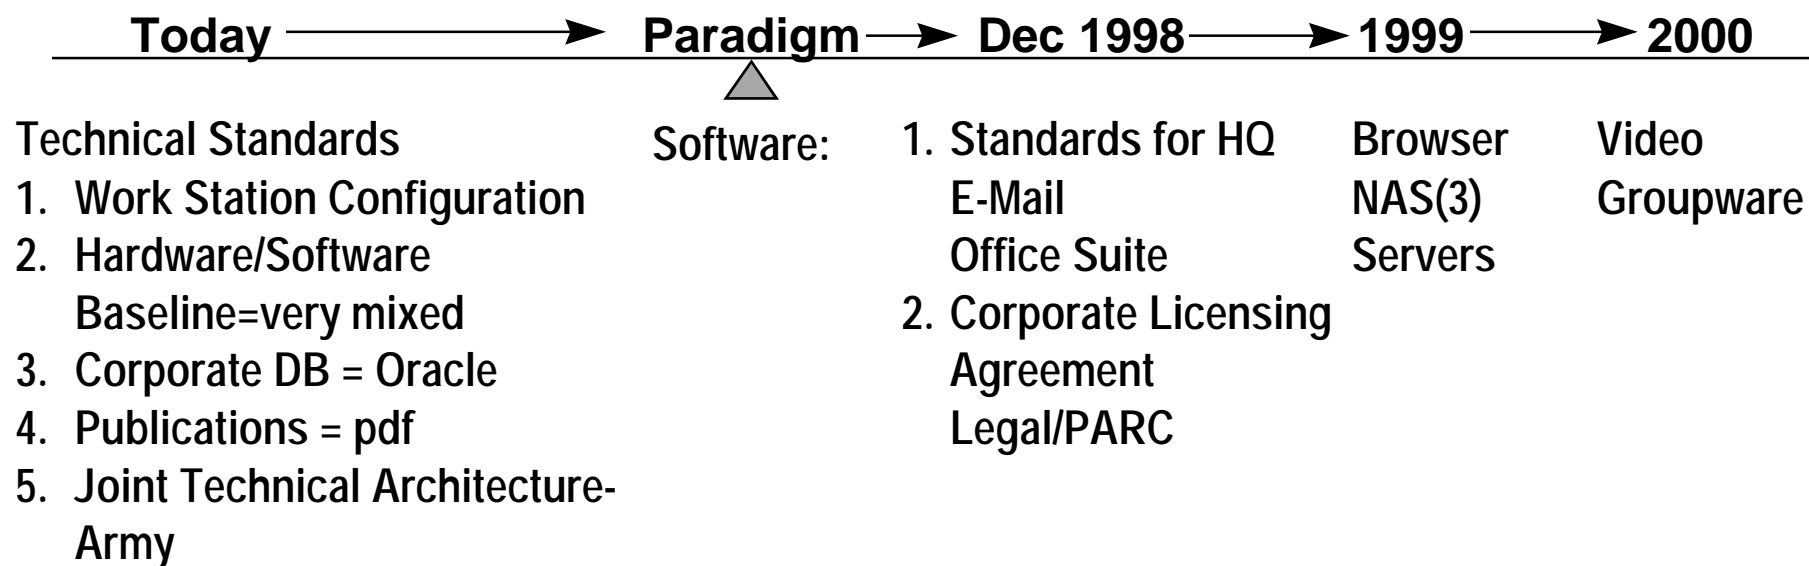 Today Paradigm Dec 1998 1999 2000
Technical Standards
1. Work Station Configuration
2. Hardware/Software
Baseline=very mixed
3. Corporate DB = Oracle
4. Publications = pdf
5. Joint Technical Architecture-
Army
Software:
1. Standards for HQ
E-Mail
Office Suite
2. Corporate Licensing
Agreement
Legal/PARC
Browser
NAS(3)
Servers
Video
Groupware